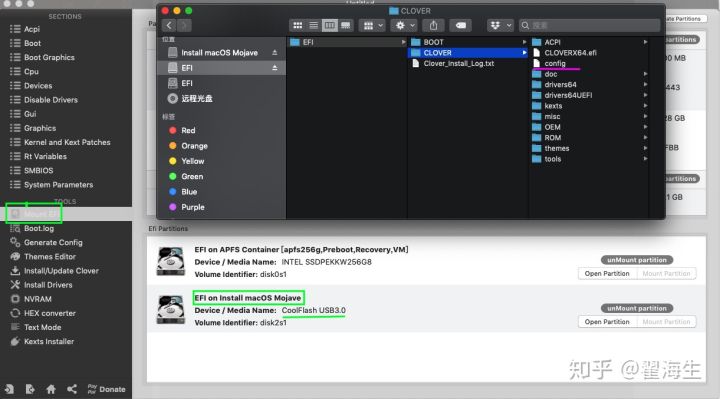 SECTIONS
Acpi
Boot
Boot Graphics
Cpu
Devices
Disable Drivers
Gui
Graphics
Kernel and Kext Patches
Rt Variables
SMBIOS
System Parameters
TOOLS
Mount EFI
Boot.log
Generate Config
Themes Editor
Install/Update Clover
Install Drivers
NVRAM
HEX converter
Text Mode
Kexts Installer
PayPal Donate
CLOVER
搜索
位置
Install macOS Mojave
EFI
EFI
远程光盘
标签
Red
Orange
Yellow
Green
Blue
Purple
EFI
BOOT
CLOVER
Clover_Install_Log.txt
ACPI
CLOVERX64.efi
config
doc
drivers64
drivers64UEFI
kexts
misc
OEM
ROM
themes
tools
Partitions
443
partitions
28 GB
FBB
partitions
1 GB
Efi Partitions
EFI on APFS Container [apfs256g,Preboot,Recovery,VM]
Device / Media Name: INTEL SSDPEKKW256G8
Volume Identifier: disk0s1
unMount partition
Open Partition Mount Partition
EFI on Install macOS Mojave
Device / Media Name: CoolFlash USB3.0
Volume Identifier: disk2s1
unMount partition
Open Partition Mount Partition
知乎 @翟海生